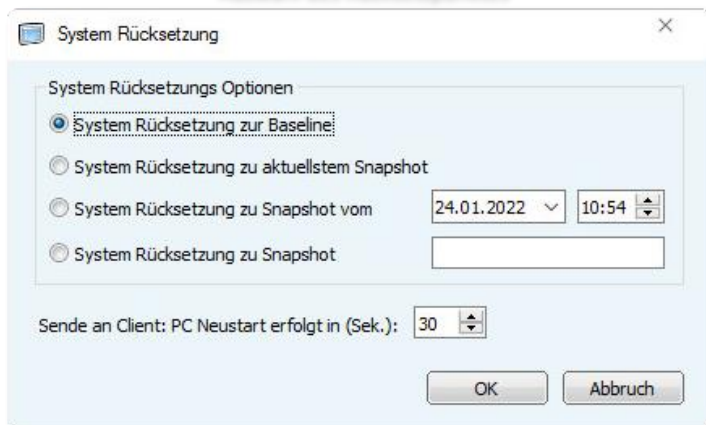 System Rücksetzung
System Rücksetzungs Optionen
System Rücksetzung zur Baseline
System Rücksetzung zu aktuellstem Snapshot
System Rücksetzung zu Snapshot vom 24.01.2022 10:54
System Rücksetzung zu Snapshot
Sende an Client: PC Neustart erfolgt in (Sek.): 30
OK Abbruch